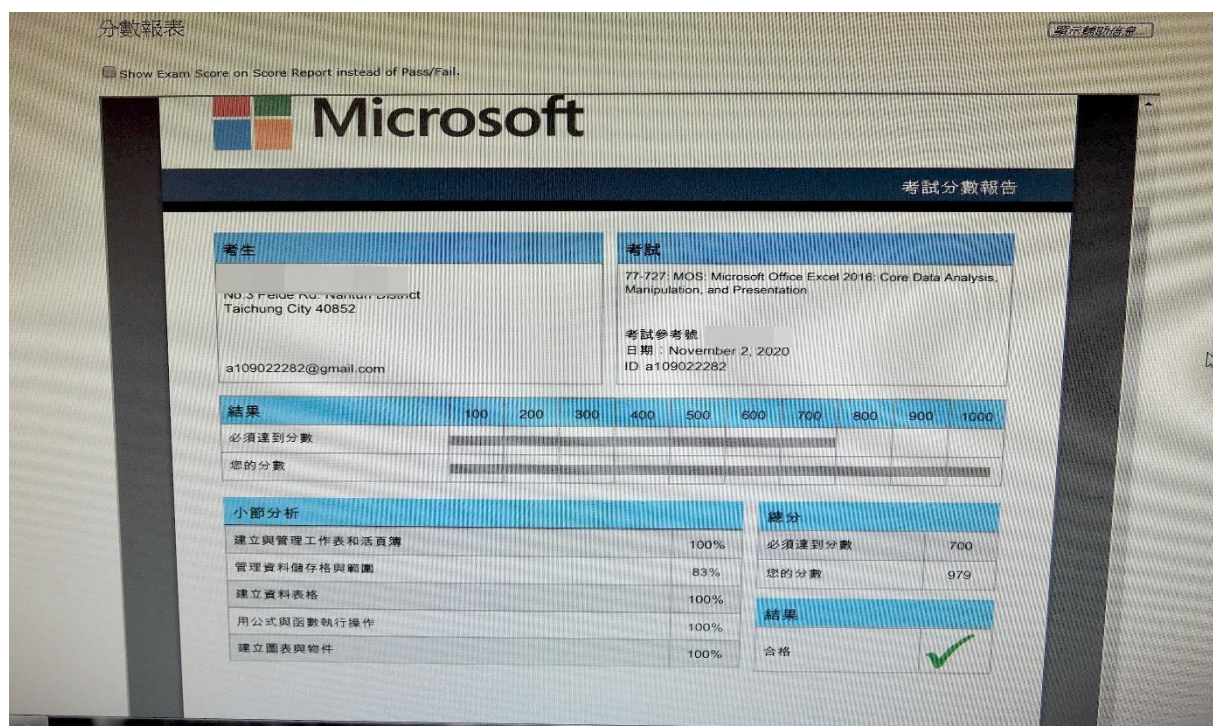 分數報表
顯示輔助信息...
Show Exam Score on Score Report instead of Pass/Fail.
Microsoft
考試分數報告
考生
Taichung City 40852
a109022282@gmail.com
考試
77-727: MOS: Microsoft Office Excel 2016: Core Data Analysis,
Manipulation, and Presentation
考試參考號
日期：November 2, 2020
ID: a109022282
結果 100 200 300 400 500 600 700 800 900 1000
必須達到分數
您的分數
小節分析
建立與管理工作表和活頁簿 100%
管理資料儲存格與範圍 83%
建立資料表格 100%
用公式與函數執行操作 100%
建立圖表與物件 100%
總分
必須達到分數 700
您的分數 979
結果
合格